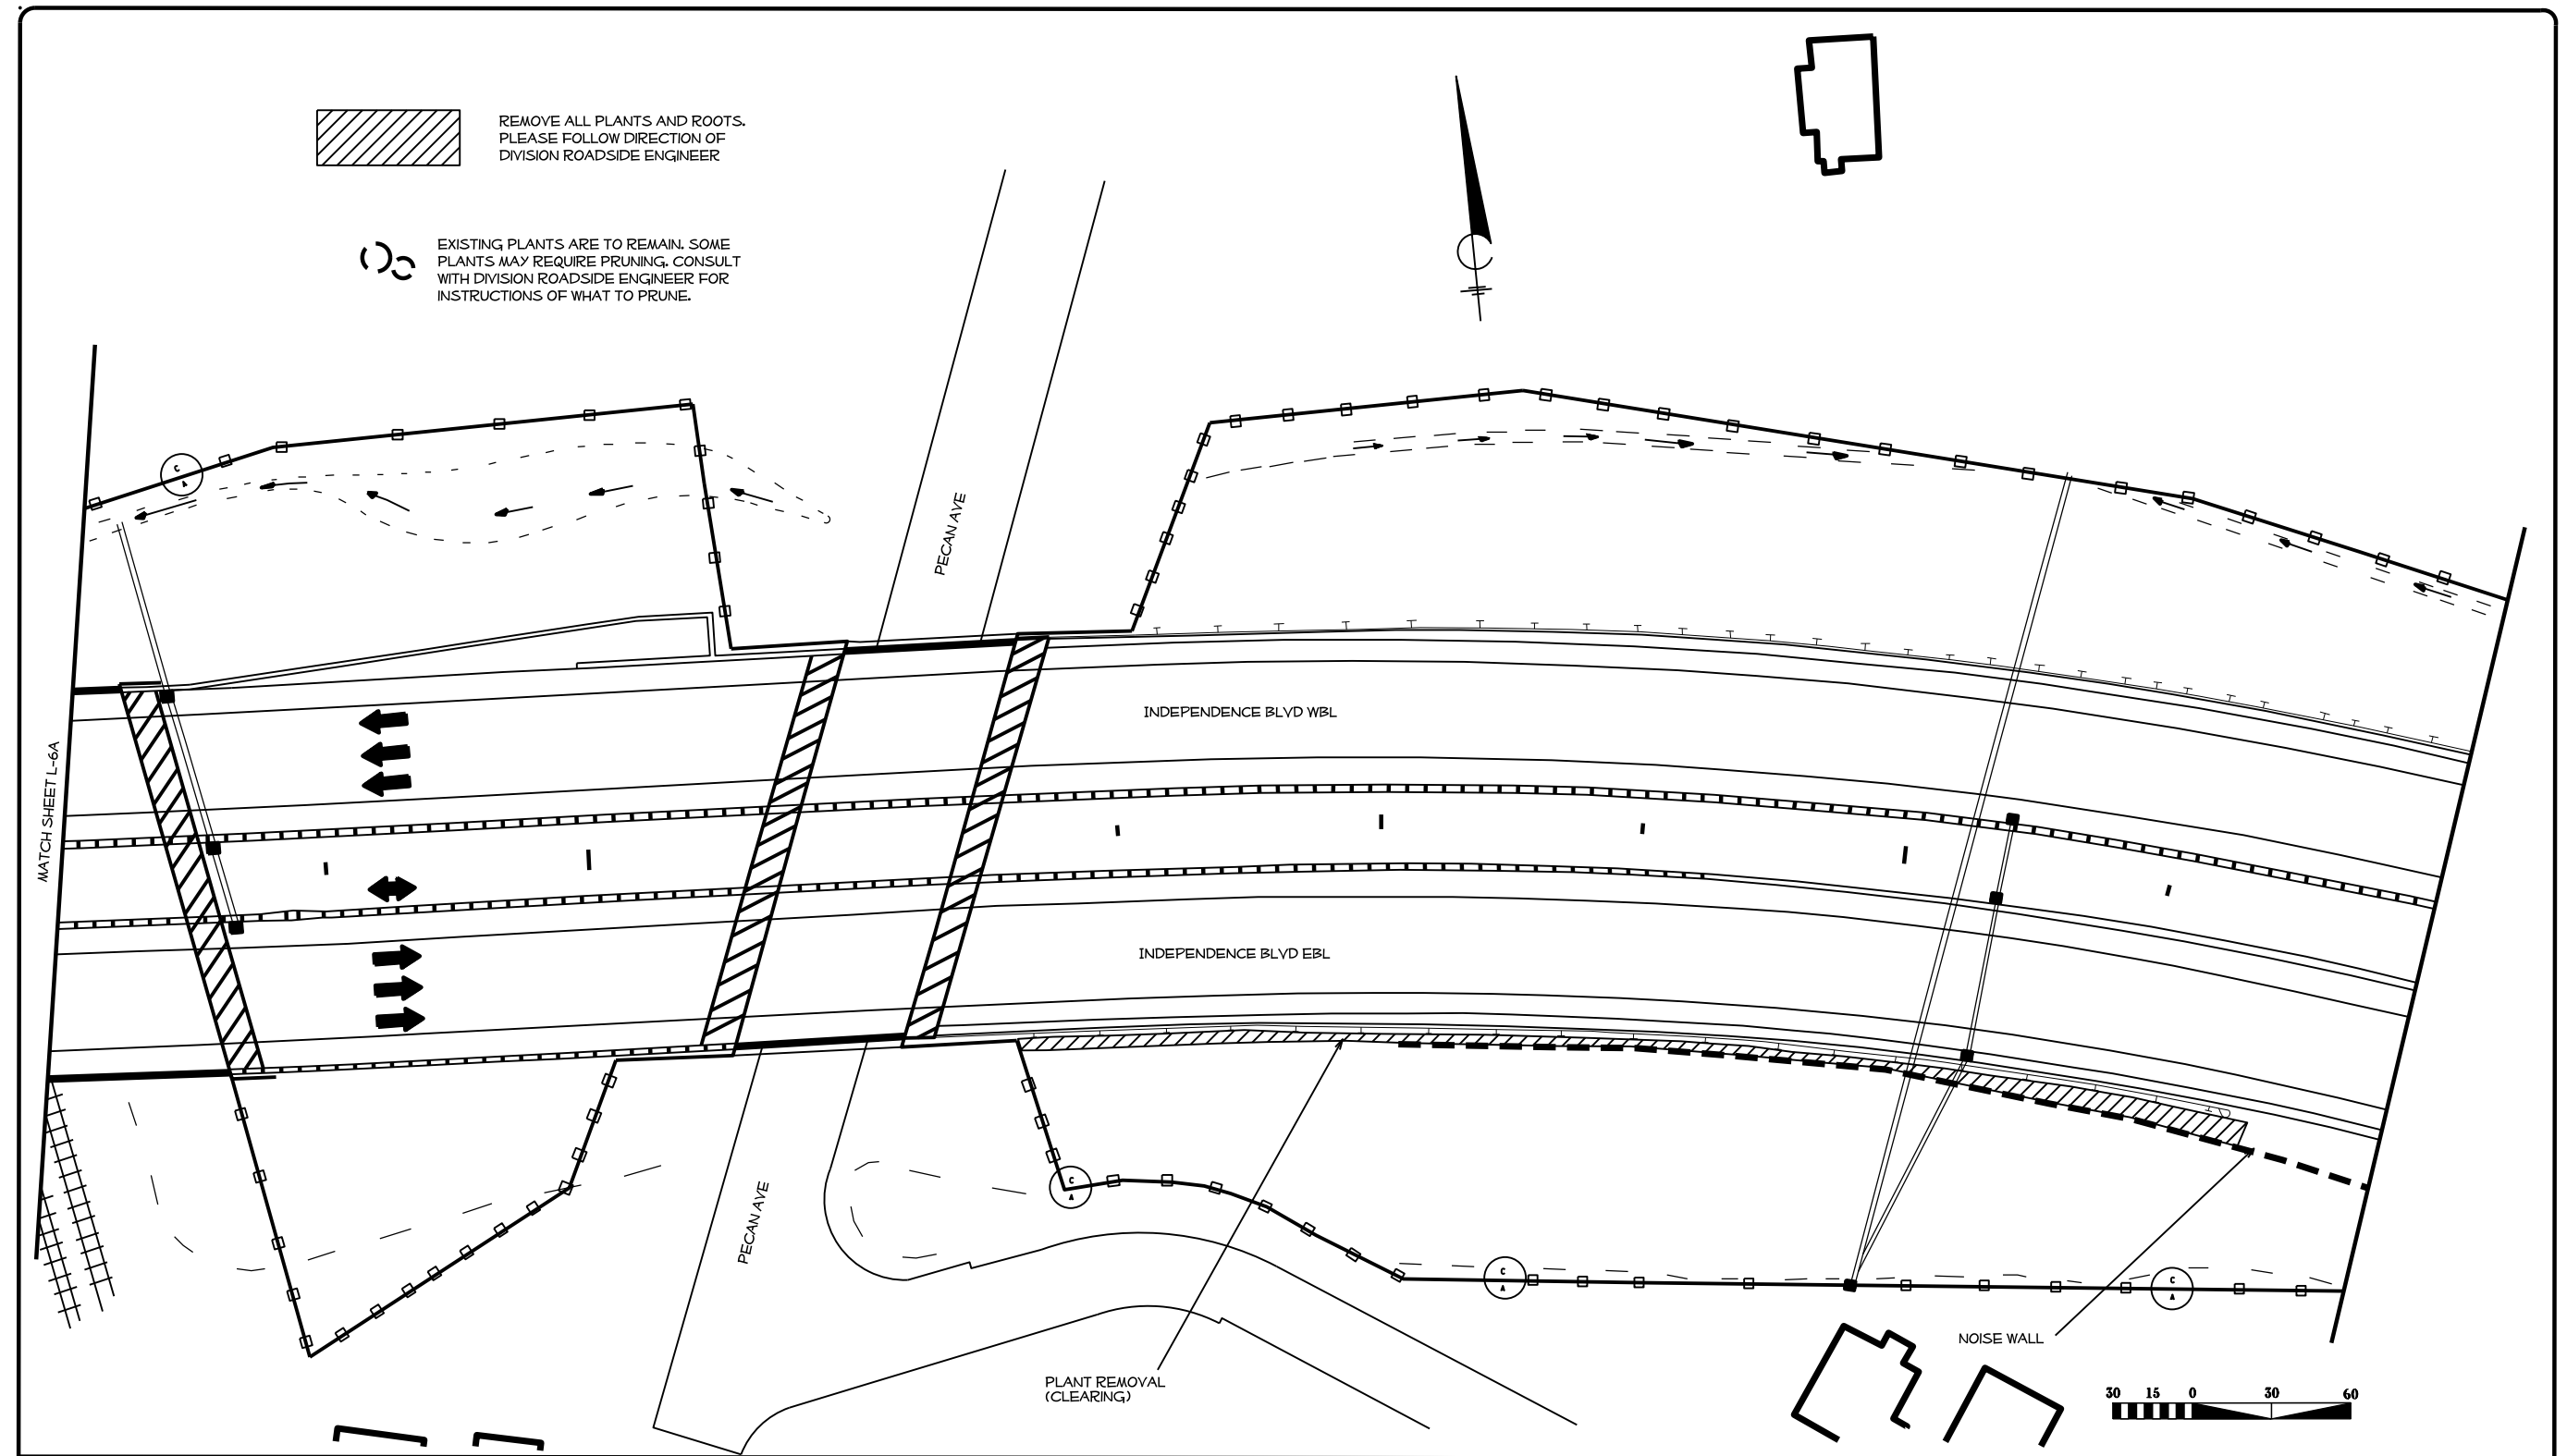 REMOVE ALL PLANTS AND ROOTS.
PLEASE FOLLOW DIRECTION OF
DIVISION ROADSIDE ENGINEER
EXISTING PLANTS ARE TO REMAIN. SOME
PLANTS MAY REQUIRE PRUNING. CONSULT
WITH DIVISION ROADSIDE ENGINEER FOR
INSTRUCTIONS OF WHAT TO PRUNE.
C
A
PECAN AVE
INDEPENDENCE BLVD WBL
MATCH SHEET L-6A
INDEPENDENCE BLVD EBL
C
A
PECAN AVE
C
A
C
A
NOISE WALL
PLANT REMOVAL
(CLEARING)
30 15 0 30 60